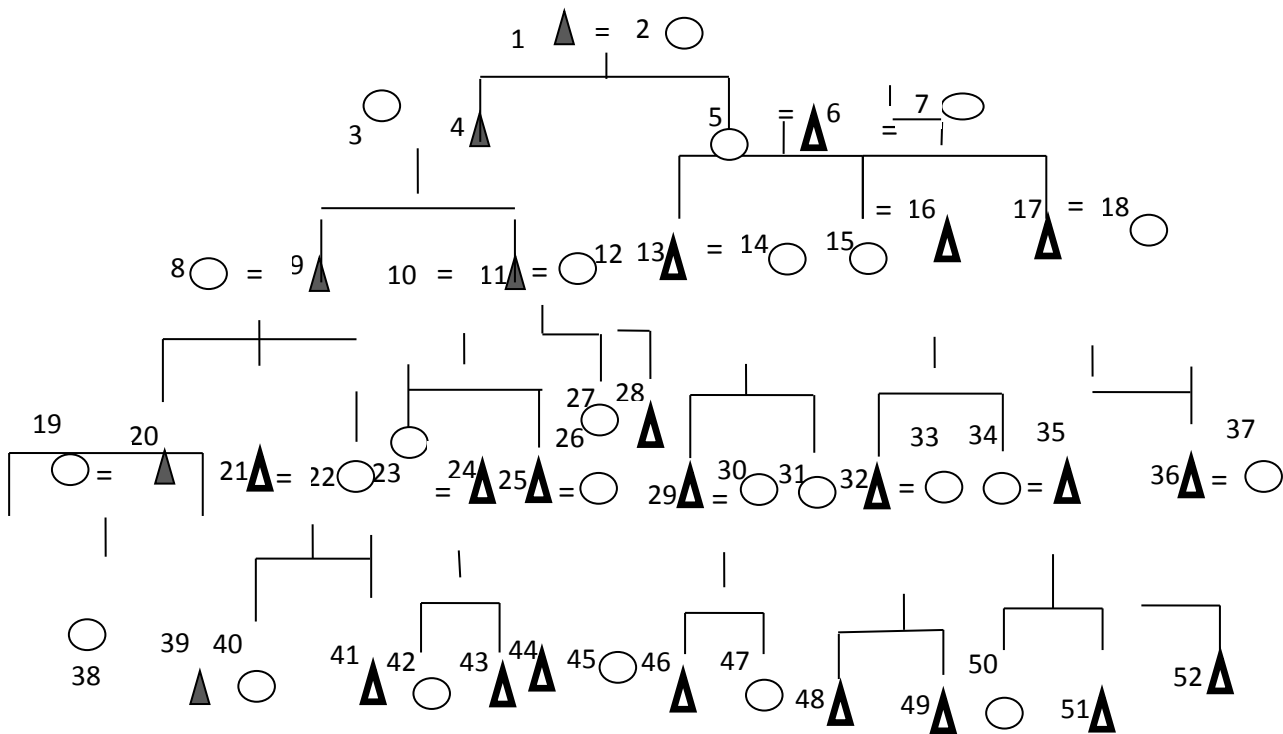 1 = 2
3 4 5 = 6 = 7
8 = 9 10 = 11 = 12 13 = 14 15 = 16 17 = 18
19 = 20 21 = 22 23 = 24 25 = 26 27 28 29 = 30 31 32 = 33 34 = 35 36 = 37
38 39 40 41 42 43 44 45 46 47 48 49 50 51 52